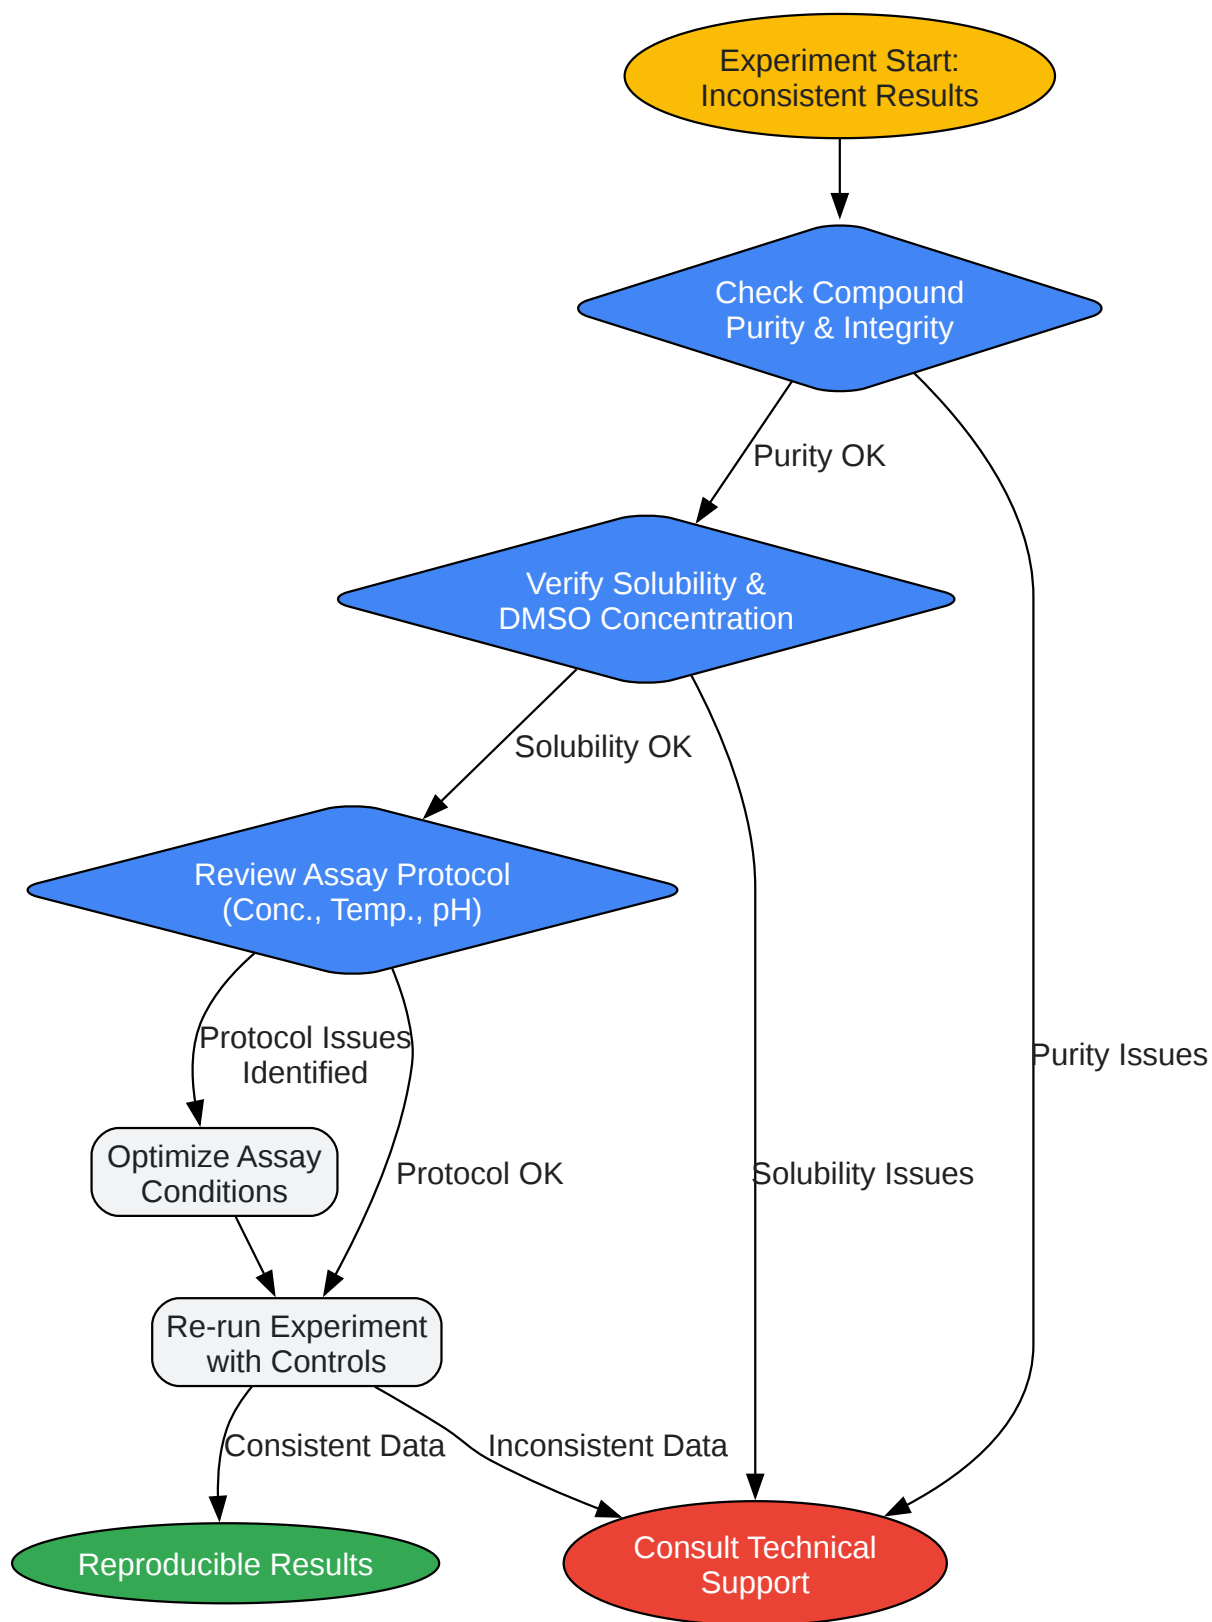 Experiment Start:
Inconsistent Results
Check Compound
Purity & Integrity
Purity OK
Verify Solubility &
DMSO Concentration
Solubility OK
Review Assay Protocol
(Conc., Temp., pH)
Protocol Issues
Identified
Purity Issues
Optimize Assay
Conditions
Protocol OK
Solubility Issues
Re-run Experiment
with Controls
Consistent Data
Inconsistent Data
Reproducible Results
Consult Technical
Support